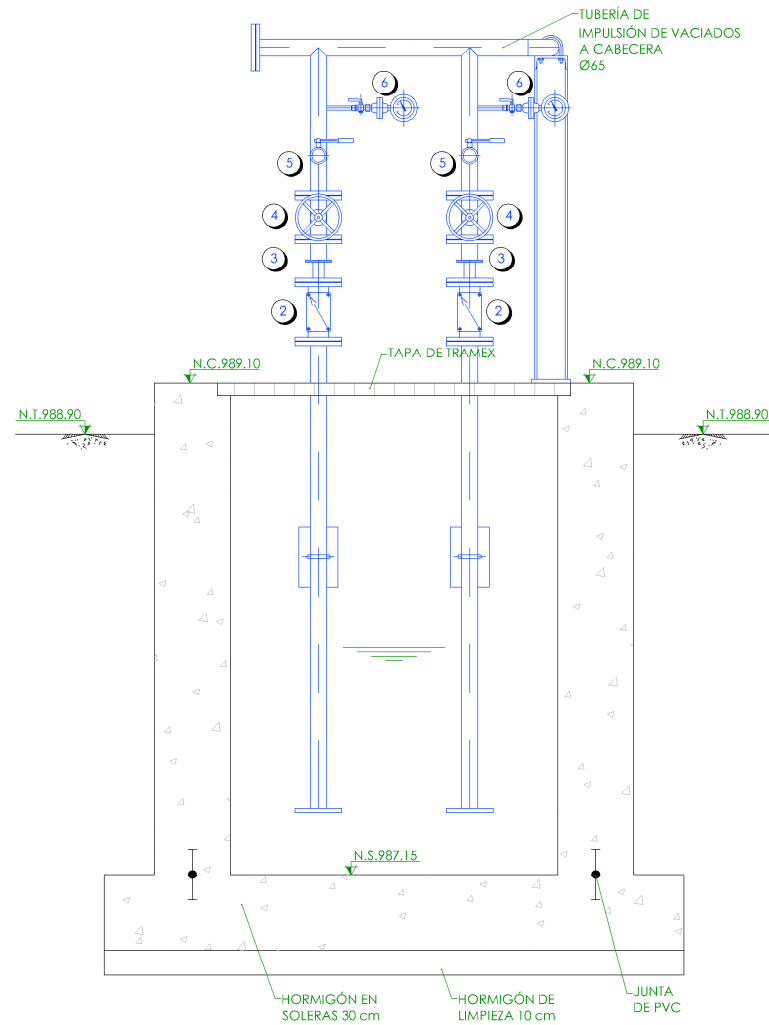 TUBERÍA DE
IMPULSIÓN DE VACIADOS
A CABECERA
Ø65
6
6
5
5
4
4
3
3
2
2
TAPA DE TRAMEX
N.C.989.10
N.C.989.10
N.T.988.90
N.T.988.90
N.S.987.15
HORMIGÓN EN
SOLERAS 30 cm
HORMIGÓN DE
LIMPIEZA 10 cm
JUNTA
DE PVC